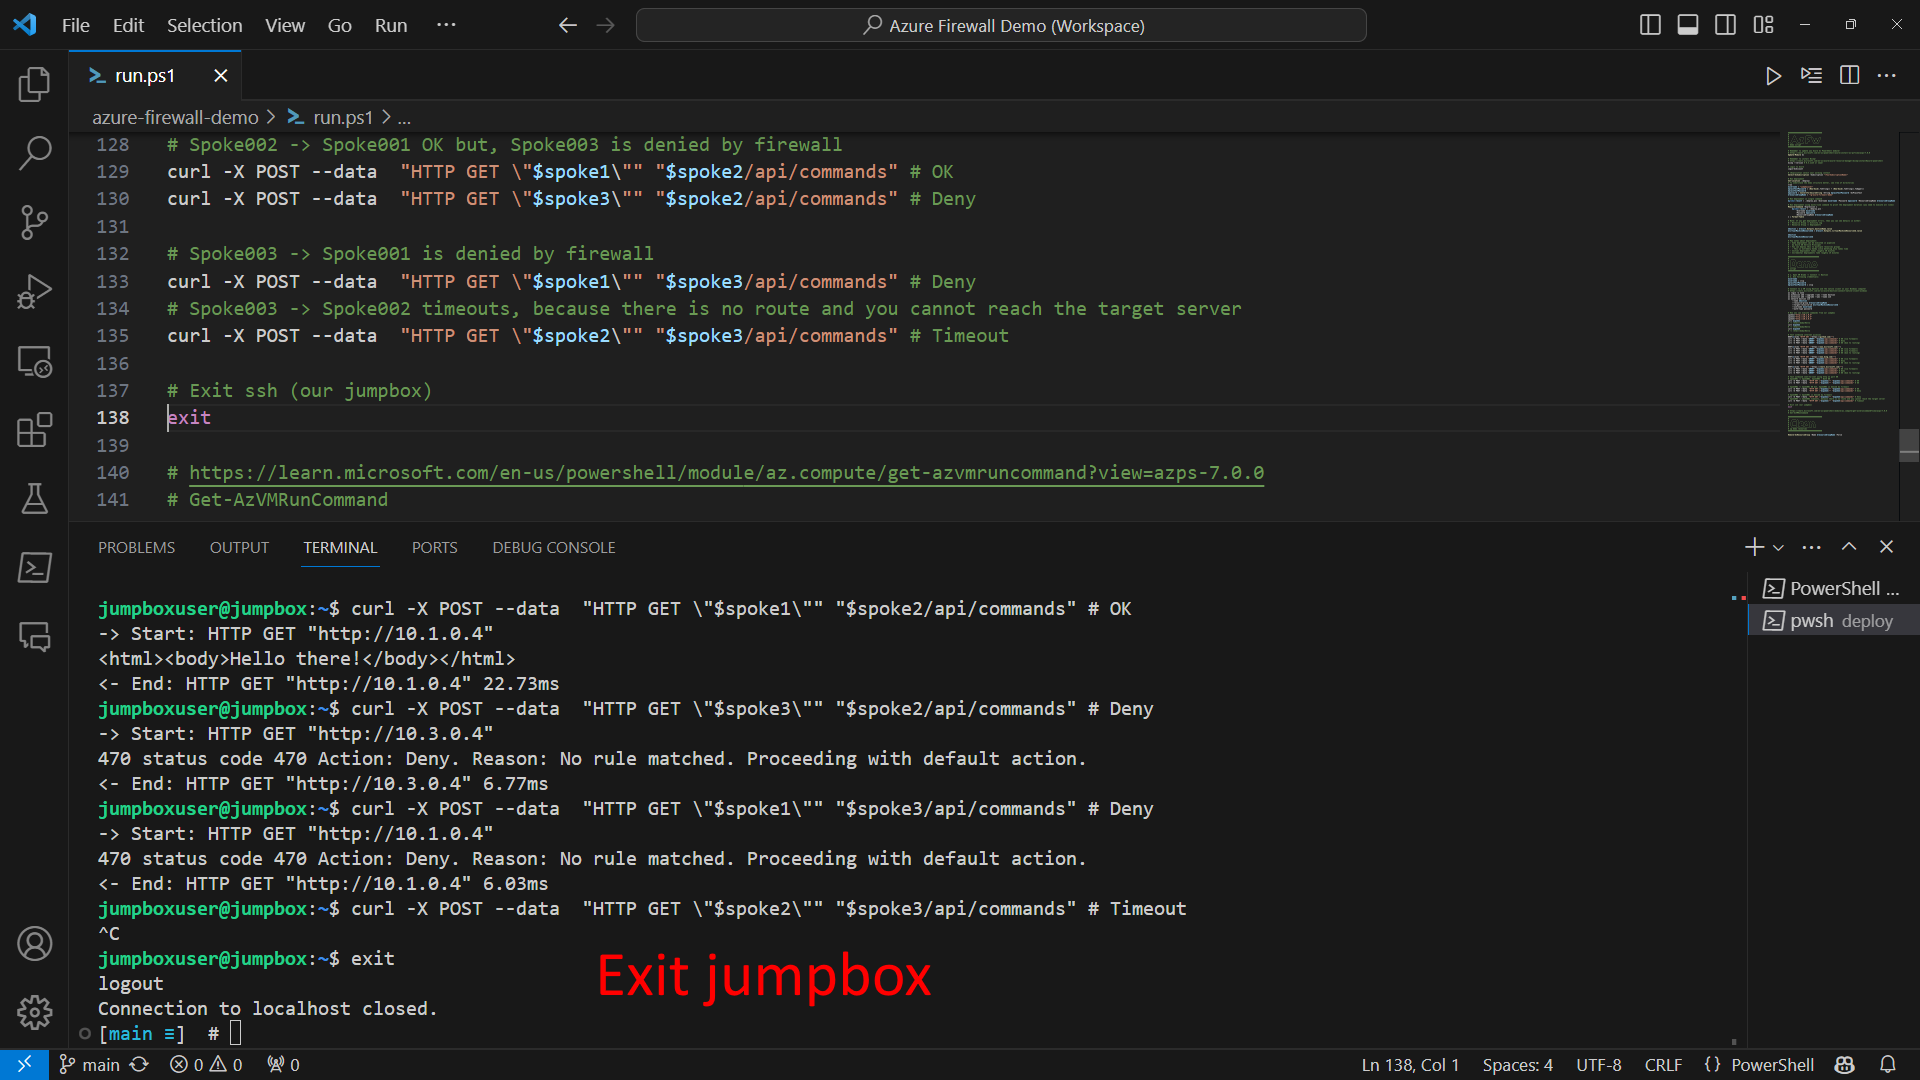 File Edit Selection View Go Run ···
Azure Firewall Demo (Workspace)
run.ps1
azure-firewall-demo > run.ps1 > ...
128 # Spoke002 -> Spoke001 OK but, Spoke003 is denied by firewall
129 curl -X POST --data  "HTTP GET \"$spoke1\"" "$spoke2/api/commands" # OK
130 curl -X POST --data  "HTTP GET \"$spoke3\"" "$spoke2/api/commands" # Deny
131
132 # Spoke003 -> Spoke001 is denied by firewall
133 curl -X POST --data  "HTTP GET \"$spoke1\"" "$spoke3/api/commands" # Deny
134 # Spoke003 -> Spoke002 timeouts, because there is no route and you cannot reach the target server
135 curl -X POST --data  "HTTP GET \"$spoke2\"" "$spoke3/api/commands" # Timeout
136
137 # Exit ssh (our jumpbox)
138 exit
139
140 # https://learn.microsoft.com/en-us/powershell/module/az.compute/get-azvmruncommand?view=azps-7.0.0
141 # Get-AzVMRunCommand
PROBLEMS OUTPUT TERMINAL PORTS DEBUG CONSOLE
PowerShell ...
pwsh deploy
jumpboxuser@jumpbox:~$ curl -X POST --data  "HTTP GET \"$spoke1\"" "$spoke2/api/commands" # OK
-> Start: HTTP GET "http://10.1.0.4"
<html><body>Hello there!</body></html>
<- End: HTTP GET "http://10.1.0.4" 22.73ms
jumpboxuser@jumpbox:~$ curl -X POST --data  "HTTP GET \"$spoke3\"" "$spoke2/api/commands" # Deny
-> Start: HTTP GET "http://10.3.0.4"
470 status code 470 Action: Deny. Reason: No rule matched. Proceeding with default action.
<- End: HTTP GET "http://10.3.0.4" 6.77ms
jumpboxuser@jumpbox:~$ curl -X POST --data  "HTTP GET \"$spoke1\"" "$spoke3/api/commands" # Deny
-> Start: HTTP GET "http://10.1.0.4"
470 status code 470 Action: Deny. Reason: No rule matched. Proceeding with default action.
<- End: HTTP GET "http://10.1.0.4" 6.03ms
jumpboxuser@jumpbox:~$ curl -X POST --data  "HTTP GET \"$spoke2\"" "$spoke3/api/commands" # Timeout
^C
jumpboxuser@jumpbox:~$ exit
logout
Connection to localhost closed.
[main ≡]  #
Exit jumpbox
main 0 0 0 Ln 138, Col 1 Spaces: 4 UTF-8 CRLF {} PowerShell